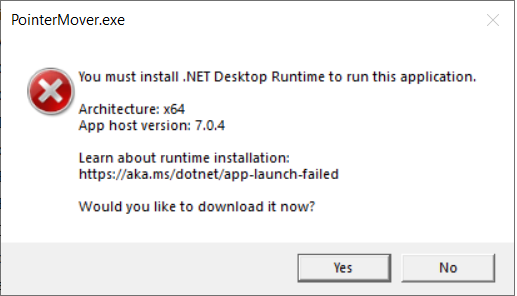 PointerMover.exe
You must install .NET Desktop Runtime to run this application.
Architecture: x64
App host version: 7.0.4
Learn about runtime installation:
https://aka.ms/dotnet/app-launch-failed
Would you like to download it now?
Yes
No